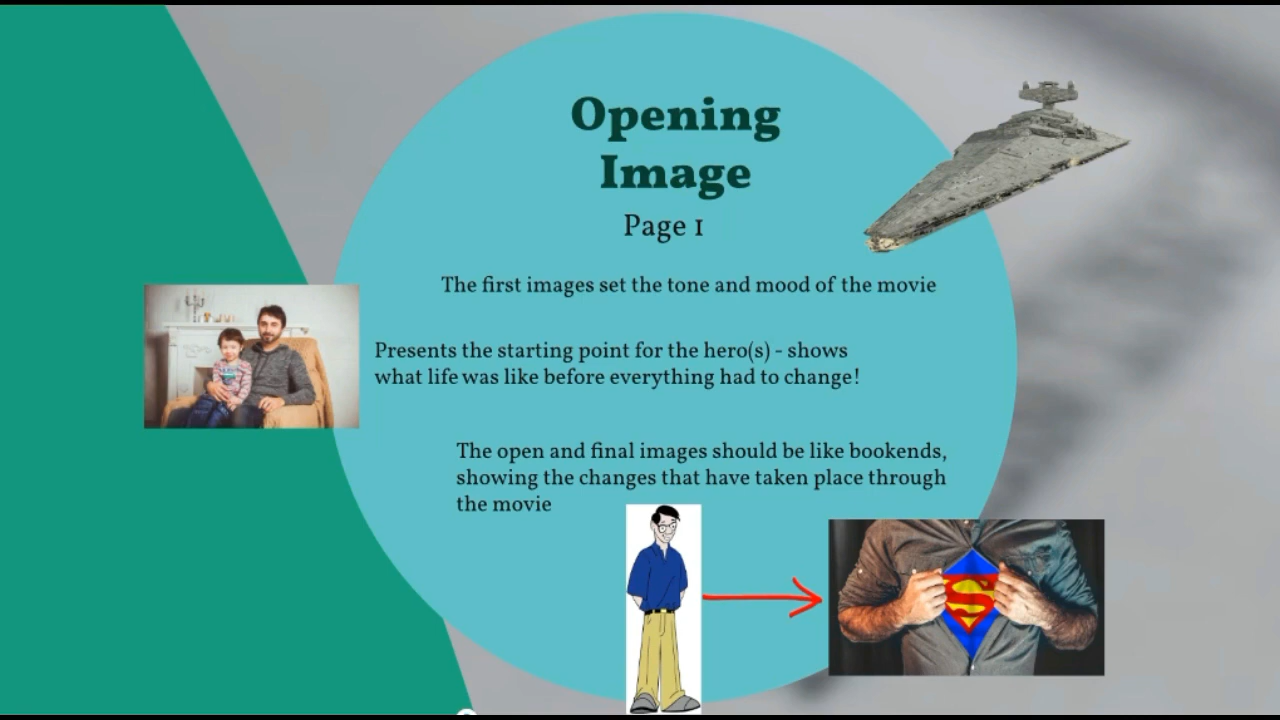 Opening
Image
Page 1
The first images set the tone and mood of the movie
Presents the starting point for the hero(s) - shows
what life was like before everything had to change!
The open and final images should be like bookends,
showing the changes that have taken place through
the movie
S